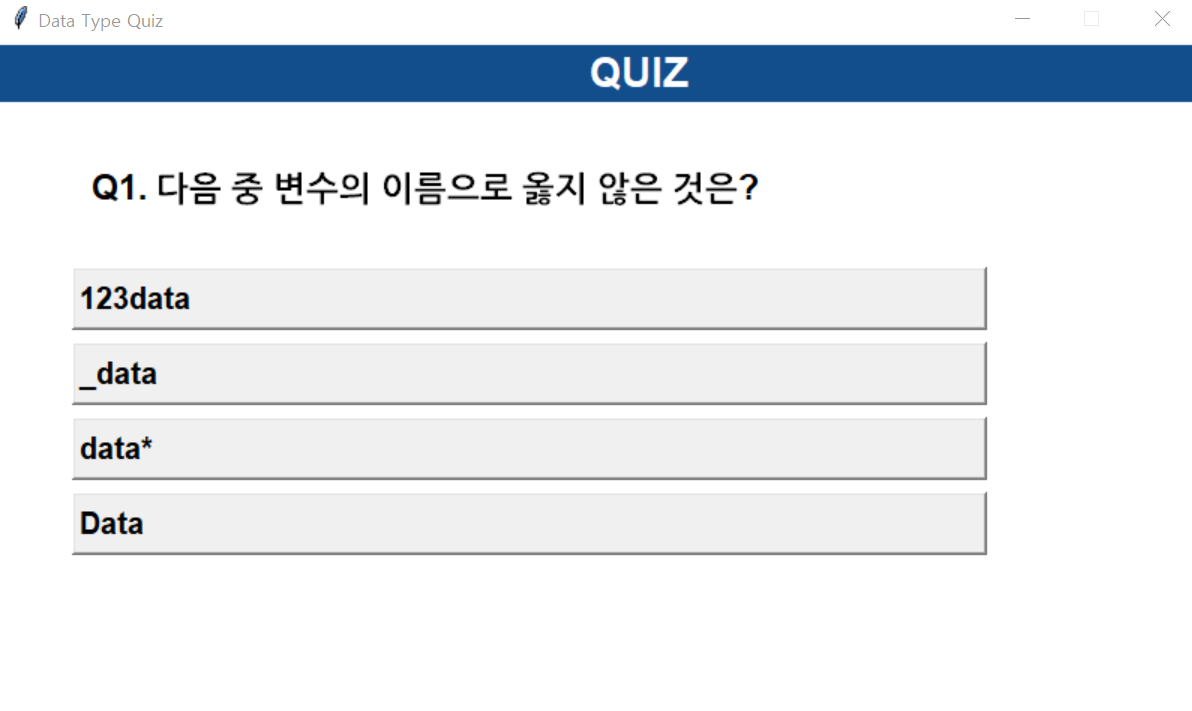 Data Type Quiz
QUIZ
Q1. 다음 중 변수의 이름으로 옳지 않은 것은?
123data
_data
data*
Data